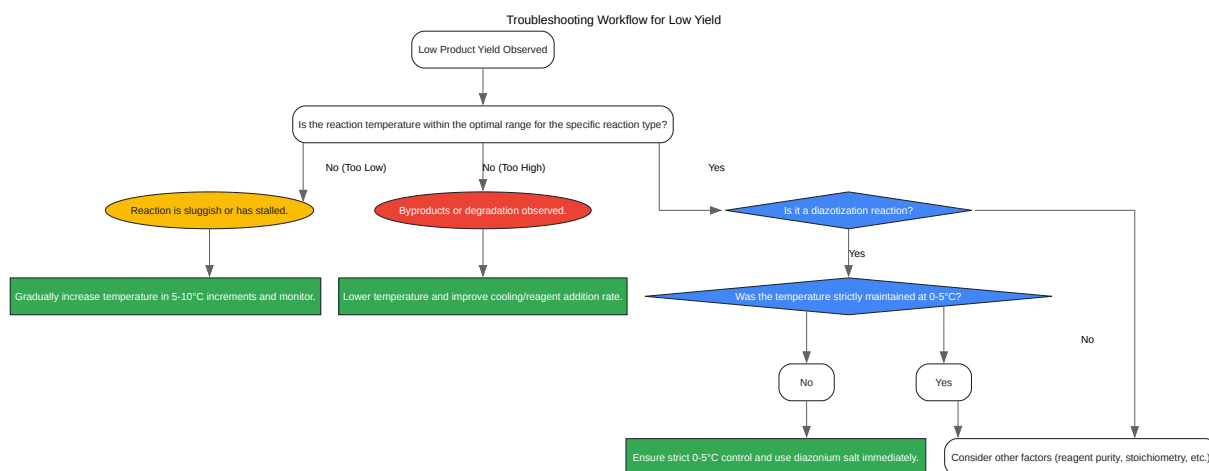 Troubleshooting Workflow for Low Yield
Low Product Yield Observed
Is the reaction temperature within the optimal range for the specific reaction type?
No (Too Low)
No (Too High)
Yes
Reaction is sluggish or has stalled.
Byproducts or degradation observed.
Is it a diazotization reaction?
Yes
Gradually increase temperature in 5-10°C increments and monitor.
Lower temperature and improve cooling/reagent addition rate.
Was the temperature strictly maintained at 0-5°C?
No
No
Yes
Ensure strict 0-5°C control and use diazonium salt immediately.
Consider other factors (reagent purity, stoichiometry, etc.)